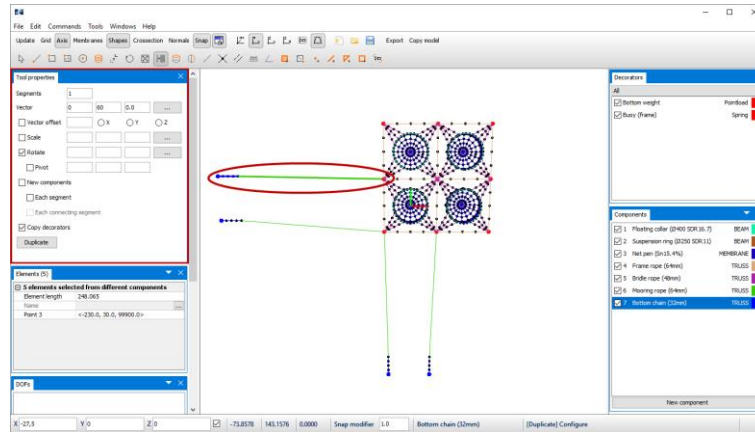 File Edit Commands Tools Windows Help
Update Grid Axis Membranes Shapes Crossection Normals Snap Export Copy model
Tool properties
Segments 1
Vector 0 60 0.0 ...
Vector offset X Y Z
Scale ...
Rotate ...
Pivot
New components
Each segment
Each connecting segment
Copy decorators
Duplicate
Elements (5)
5 elements selected from different components
Element length 248.065
Name ...
Point 3 <-230.0, 30.0, 99900.0>
DOFs
Decorators
All
Bottom weight Pointload
Buoy (frame) Spring
Components
1 Floating collar (Ø400 SDR16.7) BEAM
2 Suspension ring (Ø250 SDR11) BEAM
3 Net pen (Sn15.4%) MEMBRANE
4 Frame rope (64mm) TRUSS
5 Bridle rope (48mm) TRUSS
6 Mooring rope (64mm) TRUSS
7 Bottom chain (32mm) TRUSS
New component
X -27,5 Y 0 Z 0 -73.8578 143.1576 0.0000 Snap modifier 1.0 Bottom chain (32mm) [Duplicate] Configure